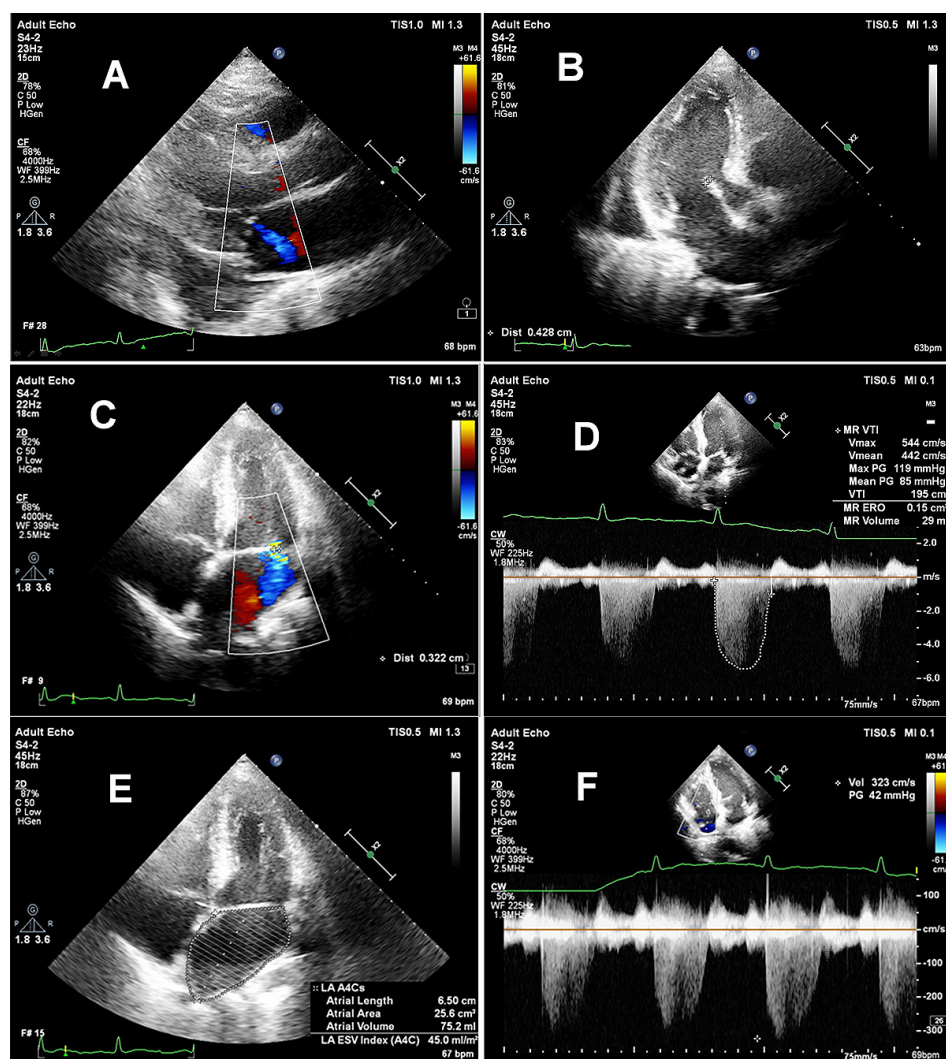 Adult Echo
TIS1.0 MI 1.3
S4-2
23Hz
15cm
2D
78%
C 50
P Low
HGen
CF
68%
4000Hz
WF 399Hz
2.5MHz
A
M3 M4
+61.6
-61.6
cm/s
X2
P
G
P R
1.8 3.6
1
F# 28
68 bpm
Adult Echo
TIS0.5 MI 1.3
S4-2
45Hz
18cm
2D
81%
C 50
P Low
HGen
B
M3
X2
P
G
P R
1.8 3.6
Dist 0.428 cm
63bpm
Adult Echo
TIS1.0 MI 1.3
S4-2
22Hz
18cm
2D
82%
C 50
P Low
HGen
CF
68%
4000Hz
WF 399Hz
2.5MHz
C
M3 M4
+61.6
-61.6
cm/s
X2
P
G
P R
1.8 3.6
Dist 0.322 cm
13
F# 9
69 bpm
Adult Echo
TIS0.5 MI 0.1
S4-2
45Hz
18cm
2D
83%
C 50
P Low
HGen
D
M3
X2
P
MR VTI
Vmax 544 cm/s
Vmean 442 cm/s
Max PG 119 mmHg
Mean PG 85 mmHg
VTI 195 cm
MR ERO 0.15 cm²
MR Volume 29 m
CW
50%
WF 225Hz
1.8MHz
2.0
m/s
-2.0
-4.0
-6.0
75mm/s
67bpm
Adult Echo
TIS0.5 MI 1.3
S4-2
45Hz
18cm
2D
87%
C 50
P Low
HGen
E
M3
X2
P
G
P R
1.8 3.6
LA A4Cs
Atrial Length 6.50 cm
Atrial Area 25.6 cm²
Atrial Volume 75.2 ml
LA ESV Index (A4C) 45.0 ml/m²
F# 15
67 bpm
Adult Echo
TIS0.5 MI 0.1
S4-2
22Hz
18cm
2D
80%
C 50
P Low
HGen
CF
68%
4000Hz
WF 399Hz
2.5MHz
F
M3 M4
+61
-61
X2
P
Vel 323 cm/s
PG 42 mmHg
CW
50%
WF 225Hz
1.8MHz
100
cm/s
-100
-200
-300
26
75mm/s
69bpm